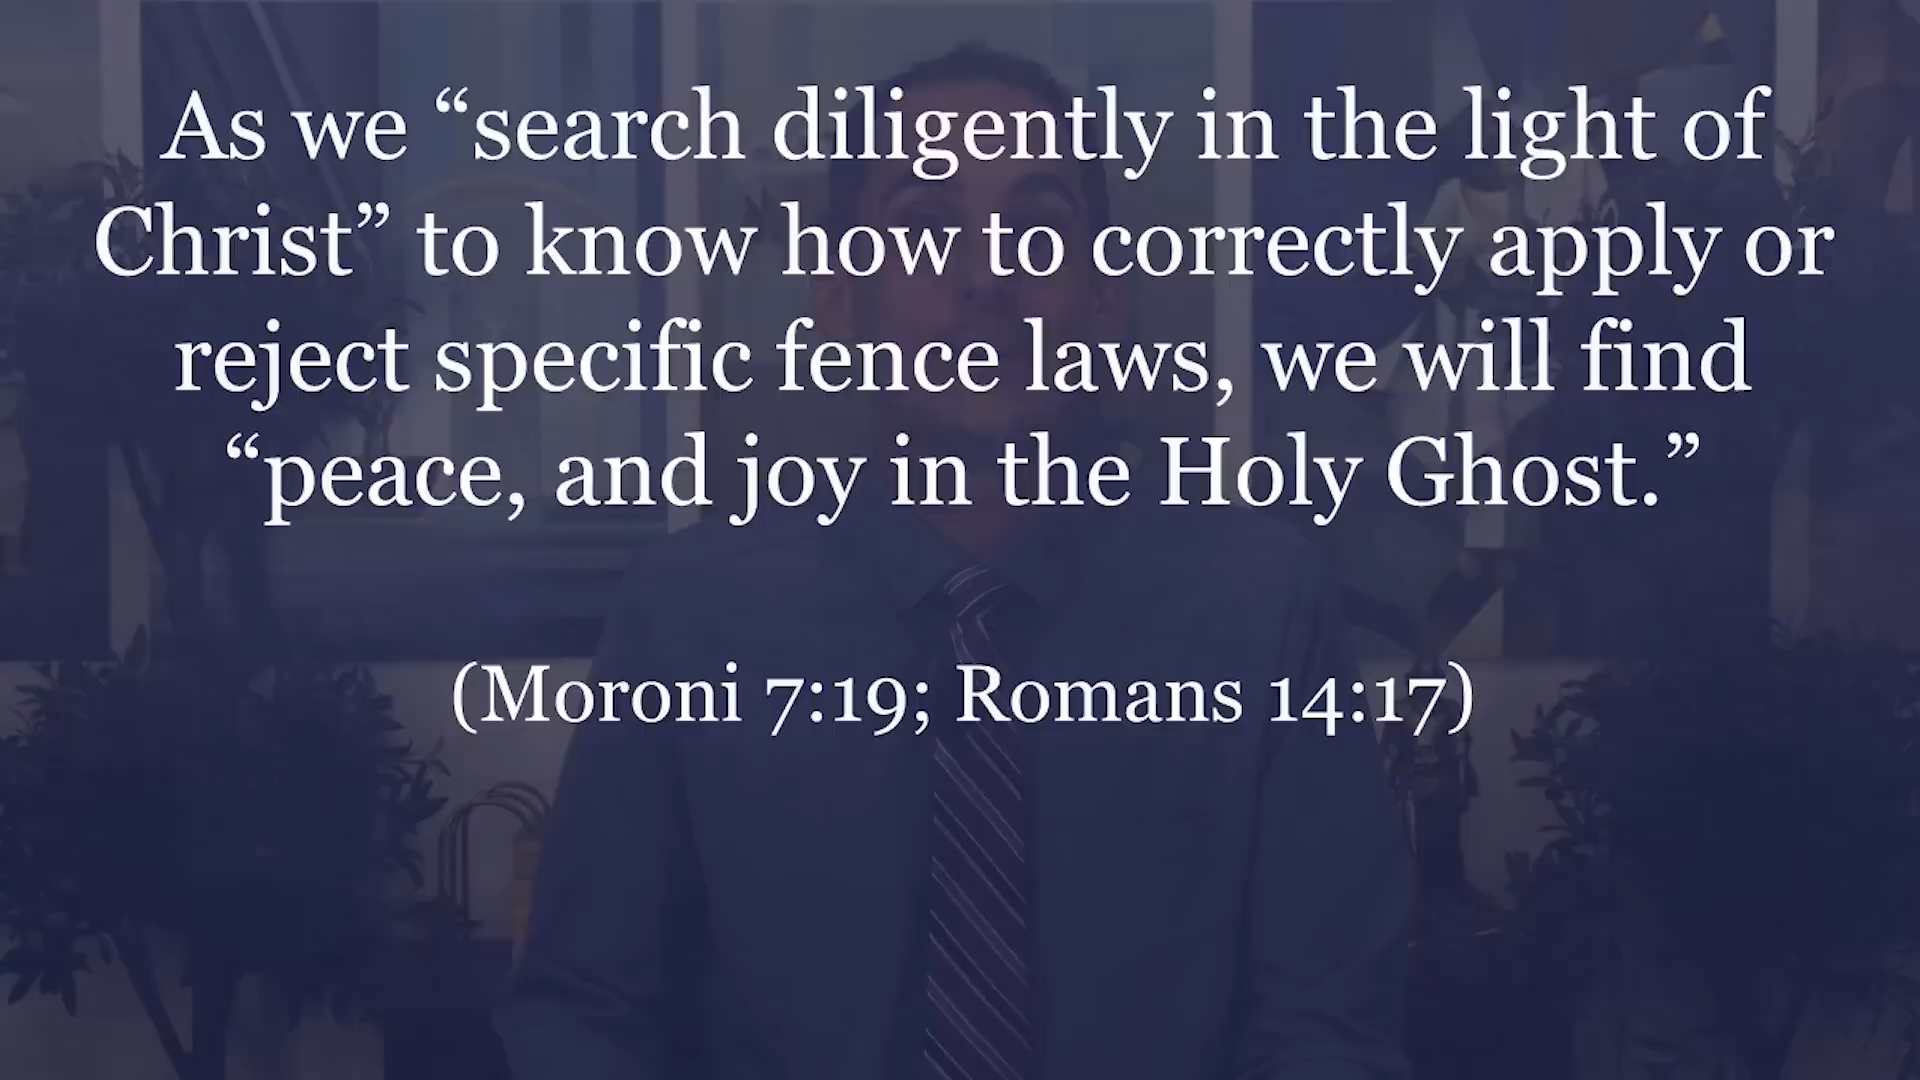 As we “search diligently in the light of
Christ” to know how to correctly apply or
reject specific fence laws, we will find
“peace, and joy in the Holy Ghost.”
(Moroni 7:19; Romans 14:17)